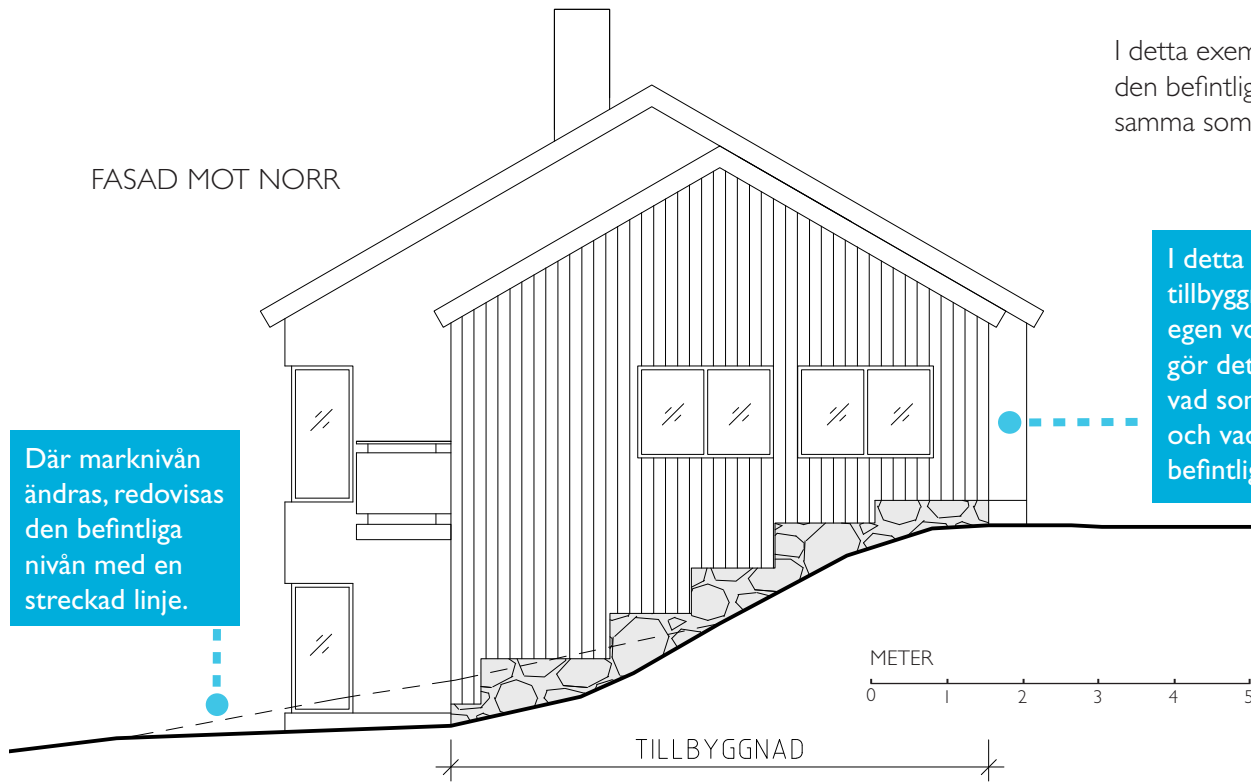 I detta exem
den befintlig
samma som
FASAD MOT NORR
I detta
tillbygg
egen vo
gör det
vad som
och vad
befintlig
Där marknivån
ändras, redovisas
den befintliga
nivån med en
streckad linje.
METER
0 1 2 3 4 5
TILLBYGGNAD